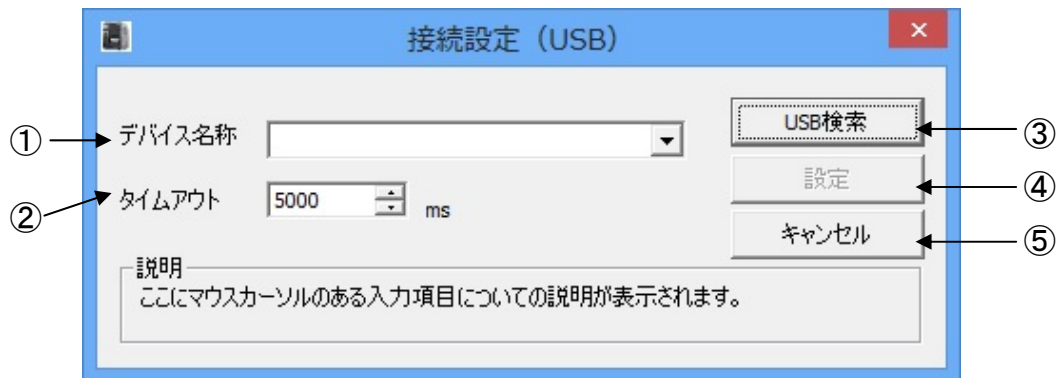 接続設定（USB）
×
① デバイス名称
USB検索 ③
② タイムアウト 5000 ms
設定 ④
キャンセル ⑤
説明
ここにマウスカーソルのある入力項目についての説明が表示されます。